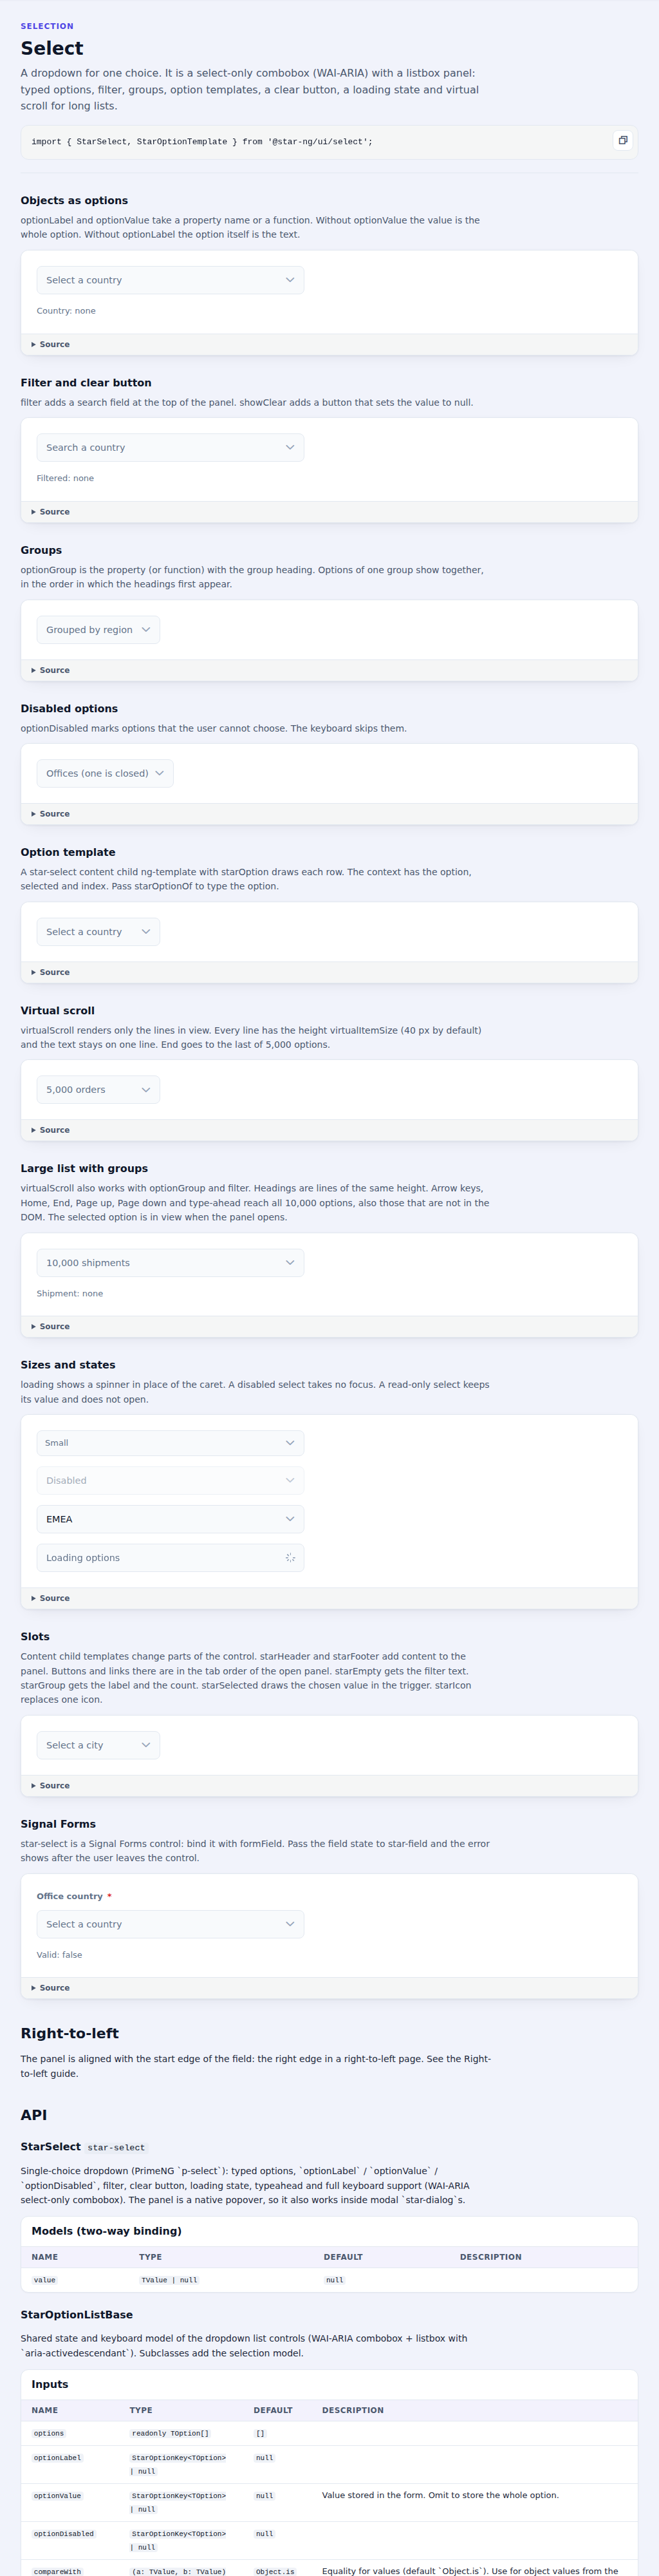 SELECTION
Select
A dropdown for one choice. It is a select-only combobox (WAI-ARIA) with a listbox panel:
typed options, filter, groups, option templates, a clear button, a loading state and virtual
scroll for long lists.
import { StarSelect, StarOptionTemplate } from '@star-ng/ui/select';
Objects as options
optionLabel and optionValue take a property name or a function. Without optionValue the value is the
whole option. Without optionLabel the option itself is the text.
Select a country
Country: none
Source
Filter and clear button
filter adds a search field at the top of the panel. showClear adds a button that sets the value to null.
Search a country
Filtered: none
Source
Groups
optionGroup is the property (or function) with the group heading. Options of one group show together,
in the order in which the headings first appear.
Grouped by region
Source
Disabled options
optionDisabled marks options that the user cannot choose. The keyboard skips them.
Offices (one is closed)
Source
Option template
A star-select content child ng-template with starOption draws each row. The context has the option,
selected and index. Pass starOptionOf to type the option.
Select a country
Source
Virtual scroll
virtualScroll renders only the lines in view. Every line has the height virtualItemSize (40 px by default)
and the text stays on one line. End goes to the last of 5,000 options.
5,000 orders
Source
Large list with groups
virtualScroll also works with optionGroup and filter. Headings are lines of the same height. Arrow keys,
Home, End, Page up, Page down and type-ahead reach all 10,000 options, also those that are not in the
DOM. The selected option is in view when the panel opens.
10,000 shipments
Shipment: none
Source
Sizes and states
loading shows a spinner in place of the caret. A disabled select takes no focus. A read-only select keeps
its value and does not open.
Small
Disabled
EMEA
Loading options
Source
Slots
Content child templates change parts of the control. starHeader and starFooter add content to the
panel. Buttons and links there are in the tab order of the open panel. starEmpty gets the filter text.
starGroup gets the label and the count. starSelected draws the chosen value in the trigger. starIcon
replaces one icon.
Select a city
Source
Signal Forms
star-select is a Signal Forms control: bind it with formField. Pass the field state to star-field and the error
shows after the user leaves the control.
Office country *
Select a country
Valid: false
Source
Right-to-left
The panel is aligned with the start edge of the field: the right edge in a right-to-left page. See the Right-
to-left guide.
API
StarSelect star-select
Single-choice dropdown (PrimeNG `p-select`): typed options, `optionLabel` / `optionValue` /
`optionDisabled`, filter, clear button, loading state, typeahead and full keyboard support (WAI-ARIA
select-only combobox). The panel is a native popover, so it also works inside modal `star-dialog`s.
Models (two-way binding)
NAME TYPE DEFAULT DESCRIPTION
value TValue | null null
StarOptionListBase
Shared state and keyboard model of the dropdown list controls (WAI-ARIA combobox + listbox with
`aria-activedescendant`). Subclasses add the selection model.
Inputs
NAME TYPE DEFAULT DESCRIPTION
options readonly TOption[] []
optionLabel StarOptionKey<TOption> null
| null
optionValue StarOptionKey<TOption> null Value stored in the form. Omit to store the whole option.
| null
optionDisabled StarOptionKey<TOption> null
| null
compareWith (a: TValue, b: TValue) Object.is Equality for values (default `Object.is`). Use for object values from the